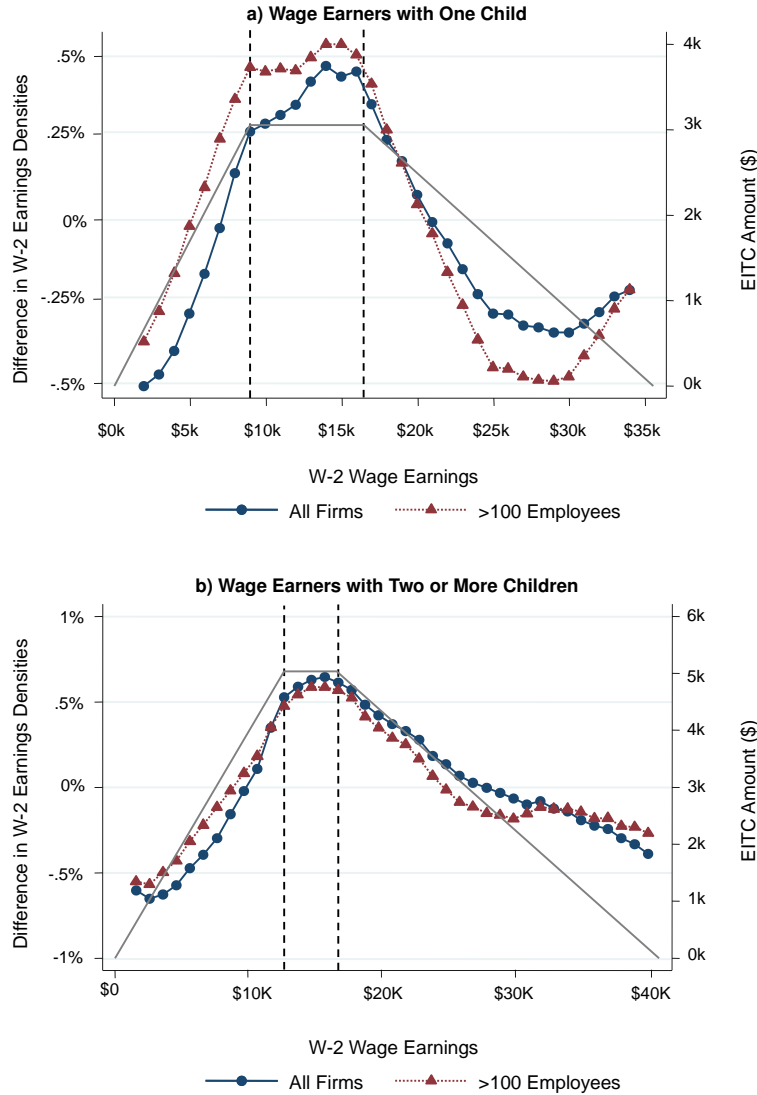 a) Wage Earners with One Child
Difference in W-2 Earnings Densities
.5%
.25%
0%
-.25%
-.5%
EITC Amount ($)
4k
3k
2k
1k
0k
$0k $5k $10k $15k $20k $25k $30k $35k
W-2 Wage Earnings
All Firms >100 Employees
b) Wage Earners with Two or More Children
Difference in W-2 Earnings Densities
1%
.5%
0%
-.5%
-1%
EITC Amount ($)
6k
5k
4k
3k
2k
1k
0k
$0 $10K $20K $30K $40K
W-2 Wage Earnings
All Firms >100 Employees